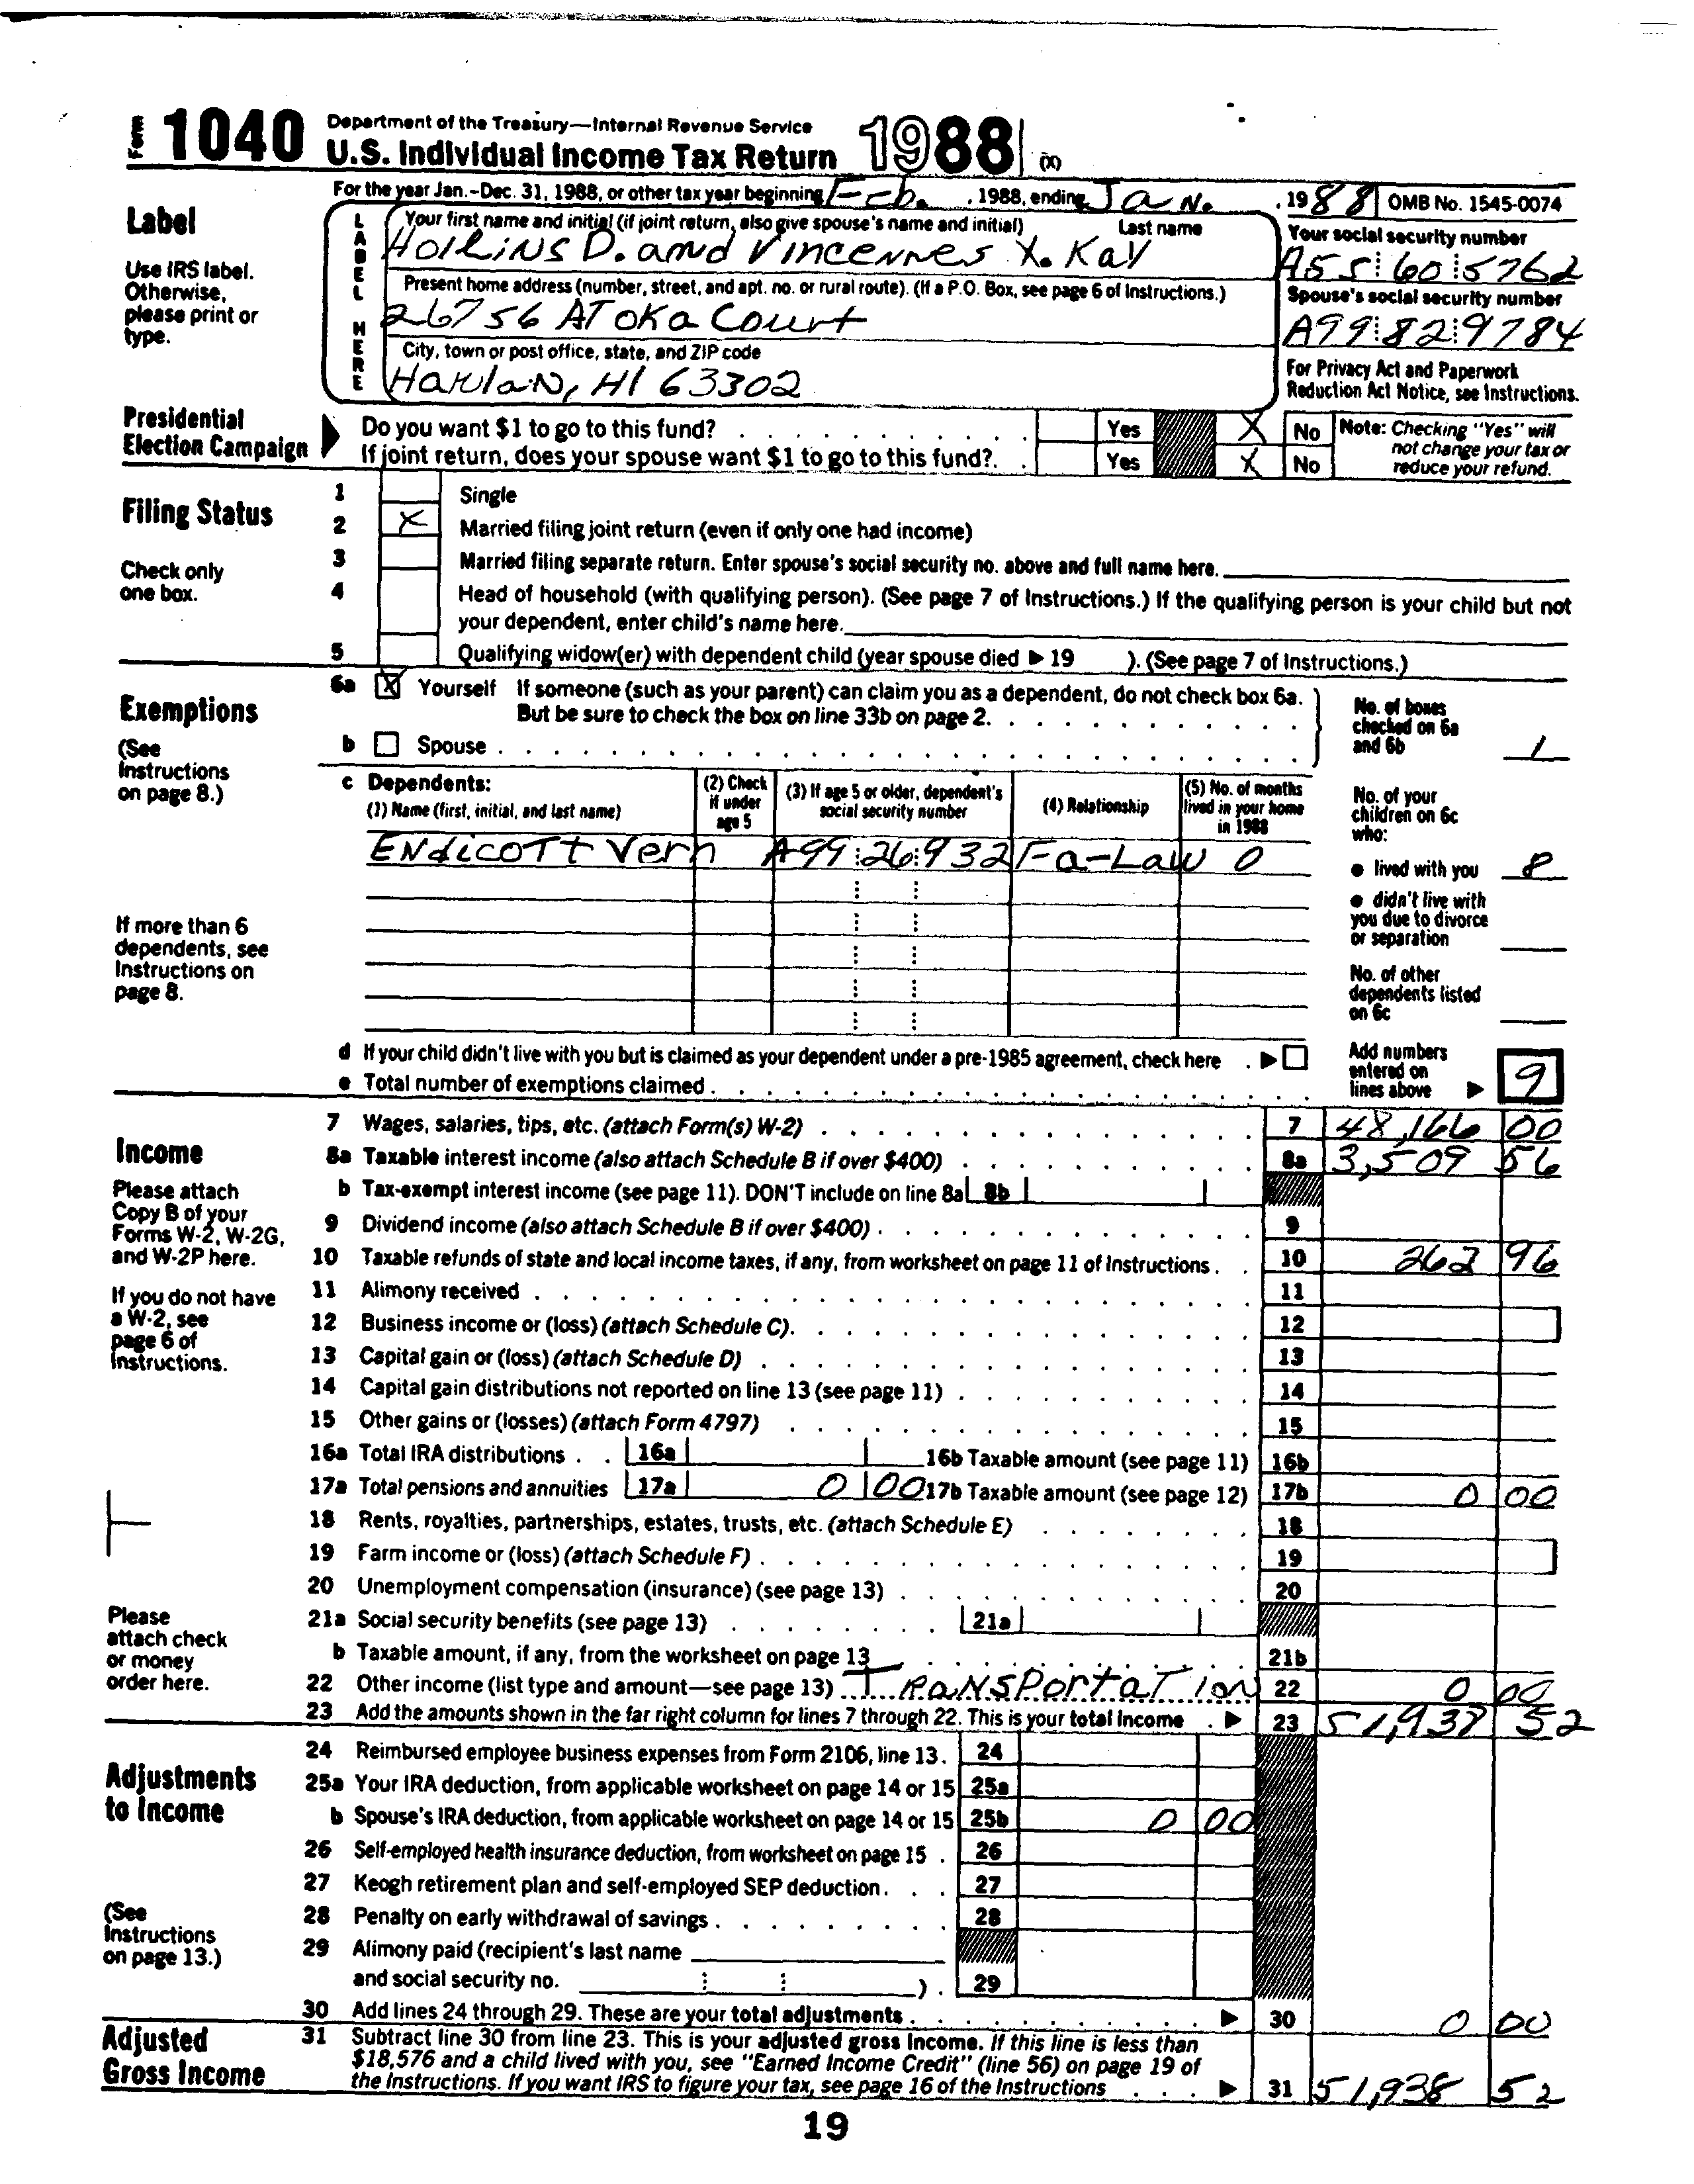 Form 1040 Department of the Treasury—Internal Revenue Service
U.S. Individual Income Tax Return 1988 (X)
For the year Jan.-Dec. 31, 1988, or other tax year beginning Feb. , 1988, ending Jan. , 19 88 OMB No. 1545-0074
Label
Use IRS label.
Otherwise,
please print or
type.
LABEL HERE
Your first name and initial (if joint return, also give spouse's name and initial) Last name
Hollins D. and Vincennes X. Kay
Your social security number
A55 60 5762
Present home address (number, street, and apt. no. or rural route). (If a P.O. Box, see page 6 of Instructions.)
26756 Atoka Court
Spouse's social security number
A99 82 9784
City, town or post office, state, and ZIP code
Harlan, HI 63302
For Privacy Act and Paperwork
Reduction Act Notice, see Instructions.
Presidential
Election Campaign
Do you want $1 to go to this fund? Yes X No
If joint return, does your spouse want $1 to go to this fund?. Yes X No
Note: Checking "Yes" will
not change your tax or
reduce your refund.
Filing Status
Check only
one box.
1 Single
2 X Married filing joint return (even if only one had income)
3 Married filing separate return. Enter spouse's social security no. above and full name here.
4 Head of household (with qualifying person). (See page 7 of Instructions.) If the qualifying person is your child but not
your dependent, enter child's name here.
5 Qualifying widow(er) with dependent child (year spouse died ▶ 19 ). (See page 7 of Instructions.)
Exemptions
(See
Instructions
on page 8.)
6a X Yourself If someone (such as your parent) can claim you as a dependent, do not check box 6a.
But be sure to check the box on line 33b on page 2.
b Spouse
No. of boxes
checked on 6a
and 6b 1
c Dependents:
(1) Name (first, initial, and last name)
(2) Check
if under
age 5
(3) If age 5 or older, dependent's
social security number
(4) Relationship
(5) No. of months
lived in your home
in 1988
Endicott Vern A99 26 932 Fa-Law 0
If more than 6
dependents, see
Instructions on
page 8.
No. of your
children on 6c
who:
● lived with you 8
● didn't live with
you due to divorce
or separation
No. of other
dependents listed
on 6c
d If your child didn't live with you but is claimed as your dependent under a pre-1985 agreement, check here . ▶
e Total number of exemptions claimed
Add numbers
entered on
lines above ▶ 9
Income
Please attach
Copy B of your
Forms W-2, W-2G,
and W-2P here.
If you do not have
a W-2, see
page 6 of
Instructions.
Please
attach check
or money
order here.
7 Wages, salaries, tips, etc. (attach Form(s) W-2) 7 48,166 00
8a Taxable interest income (also attach Schedule B if over $400) 8a 3,509 56
b Tax-exempt interest income (see page 11). DON'T include on line 8a 8b
9 Dividend income (also attach Schedule B if over $400) 9
10 Taxable refunds of state and local income taxes, if any, from worksheet on page 11 of Instructions 10 262 96
11 Alimony received 11
12 Business income or (loss) (attach Schedule C). 12
13 Capital gain or (loss) (attach Schedule D) 13
14 Capital gain distributions not reported on line 13 (see page 11) 14
15 Other gains or (losses) (attach Form 4797) 15
16a Total IRA distributions 16a 16b Taxable amount (see page 11) 16b
17a Total pensions and annuities 17a 0 00 17b Taxable amount (see page 12) 17b 0 00
18 Rents, royalties, partnerships, estates, trusts, etc. (attach Schedule E) 18
19 Farm income or (loss) (attach Schedule F) 19
20 Unemployment compensation (insurance) (see page 13) 20
21a Social security benefits (see page 13) 21a
b Taxable amount, if any, from the worksheet on page 13 21b
22 Other income (list type and amount—see page 13) Transportation 22 0 00
23 Add the amounts shown in the far right column for lines 7 through 22. This is your total income ▶ 23 51,938 52
Adjustments
to Income
(See
Instructions
on page 13.)
24 Reimbursed employee business expenses from Form 2106, line 13. 24
25a Your IRA deduction, from applicable worksheet on page 14 or 15 25a
b Spouse's IRA deduction, from applicable worksheet on page 14 or 15 25b 0 00
26 Self-employed health insurance deduction, from worksheet on page 15 26
27 Keogh retirement plan and self-employed SEP deduction 27
28 Penalty on early withdrawal of savings 28
29 Alimony paid (recipient's last name
and social security no. ). 29
30 Add lines 24 through 29. These are your total adjustments ▶ 30 0 00
Adjusted
Gross Income
31 Subtract line 30 from line 23. This is your adjusted gross income. If this line is less than
$18,576 and a child lived with you, see "Earned Income Credit" (line 56) on page 19 of
the Instructions. If you want IRS to figure your tax, see page 16 of the Instructions ▶ 31 51,938 52
19